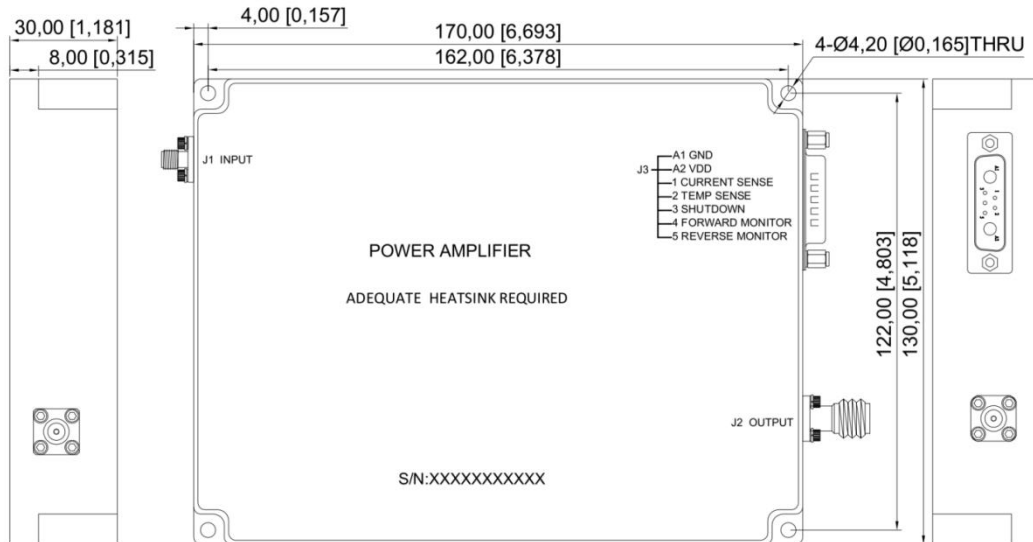 4,00 [0,157]
30,00 [1,181]
170,00 [6,693]
8,00 [0,315]
162,00 [6,378]
4-Ø4,20 [Ø0,165]THRU
J1 INPUT
J3
A1 GND
A2 VDD
1 CURRENT SENSE
2 TEMP SENSE
3 SHUTDOWN
4 FORWARD MONITOR
5 REVERSE MONITOR
POWER AMPLIFIER
ADEQUATE HEATSINK REQUIRED
122,00 [4,803]
130,00 [5,118]
J2 OUTPUT
S/N:XXXXXXXXXXX